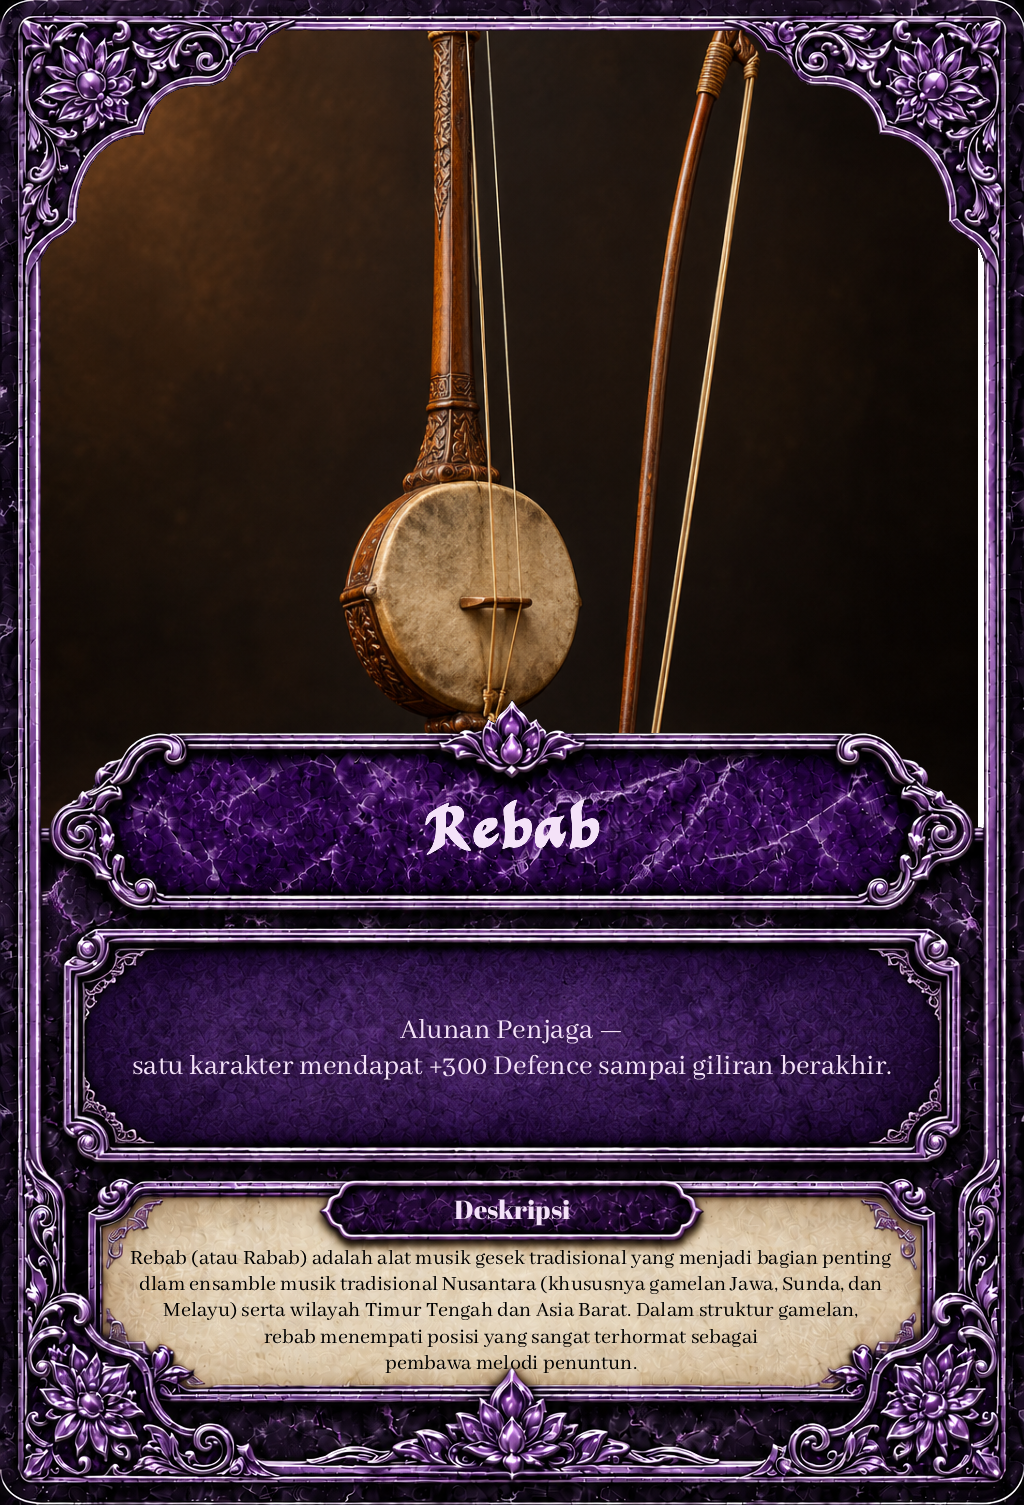 Rebab
Alunan Penjaga —
satu karakter mendapat +300 Defence sampai giliran berakhir.
Deskripsi
Rebab (atau Rabab) adalah alat musik gesek tradisional yang menjadi bagian penting
dlam ensamble musik tradisional Nusantara (khususnya gamelan Jawa, Sunda, dan
Melayu) serta wilayah Timur Tengah dan Asia Barat. Dalam struktur gamelan,
rebab menempati posisi yang sangat terhormat sebagai
pembawa melodi penuntun.